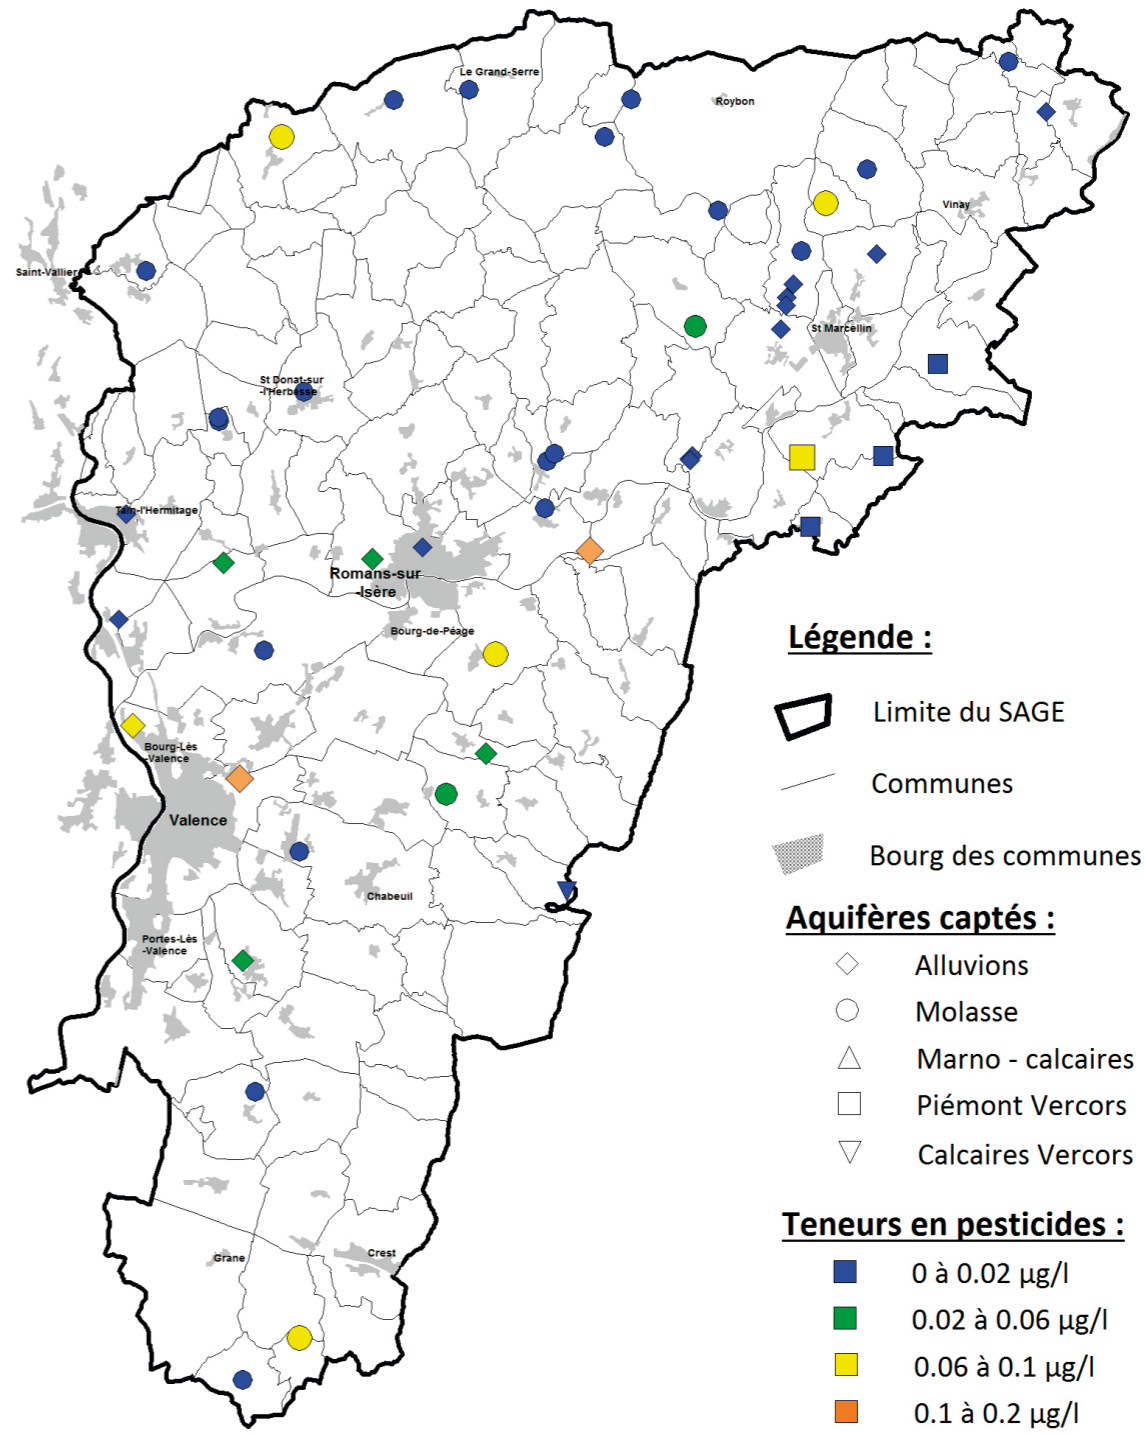 Le Grand-Serre
Roybon
Vinay
Saint-Vallier
St Marcellin
St Donat-sur
-l'Herbasse
Tain-l'Hermitage
Romans-sur
-Isère
Bourg-de-Péage
Bourg-Lès
-Valence
Valence
Chabeuil
Portes-Lès
-Valence
Grane
Crest
Légende :
Limite du SAGE
Communes
Bourg des communes
Aquifères captés :
Alluvions
Molasse
Marno - calcaires
Piémont Vercors
Calcaires Vercors
Teneurs en pesticides :
0 à 0.02 µg/l
0.02 à 0.06 µg/l
0.06 à 0.1 µg/l
0.1 à 0.2 µg/l